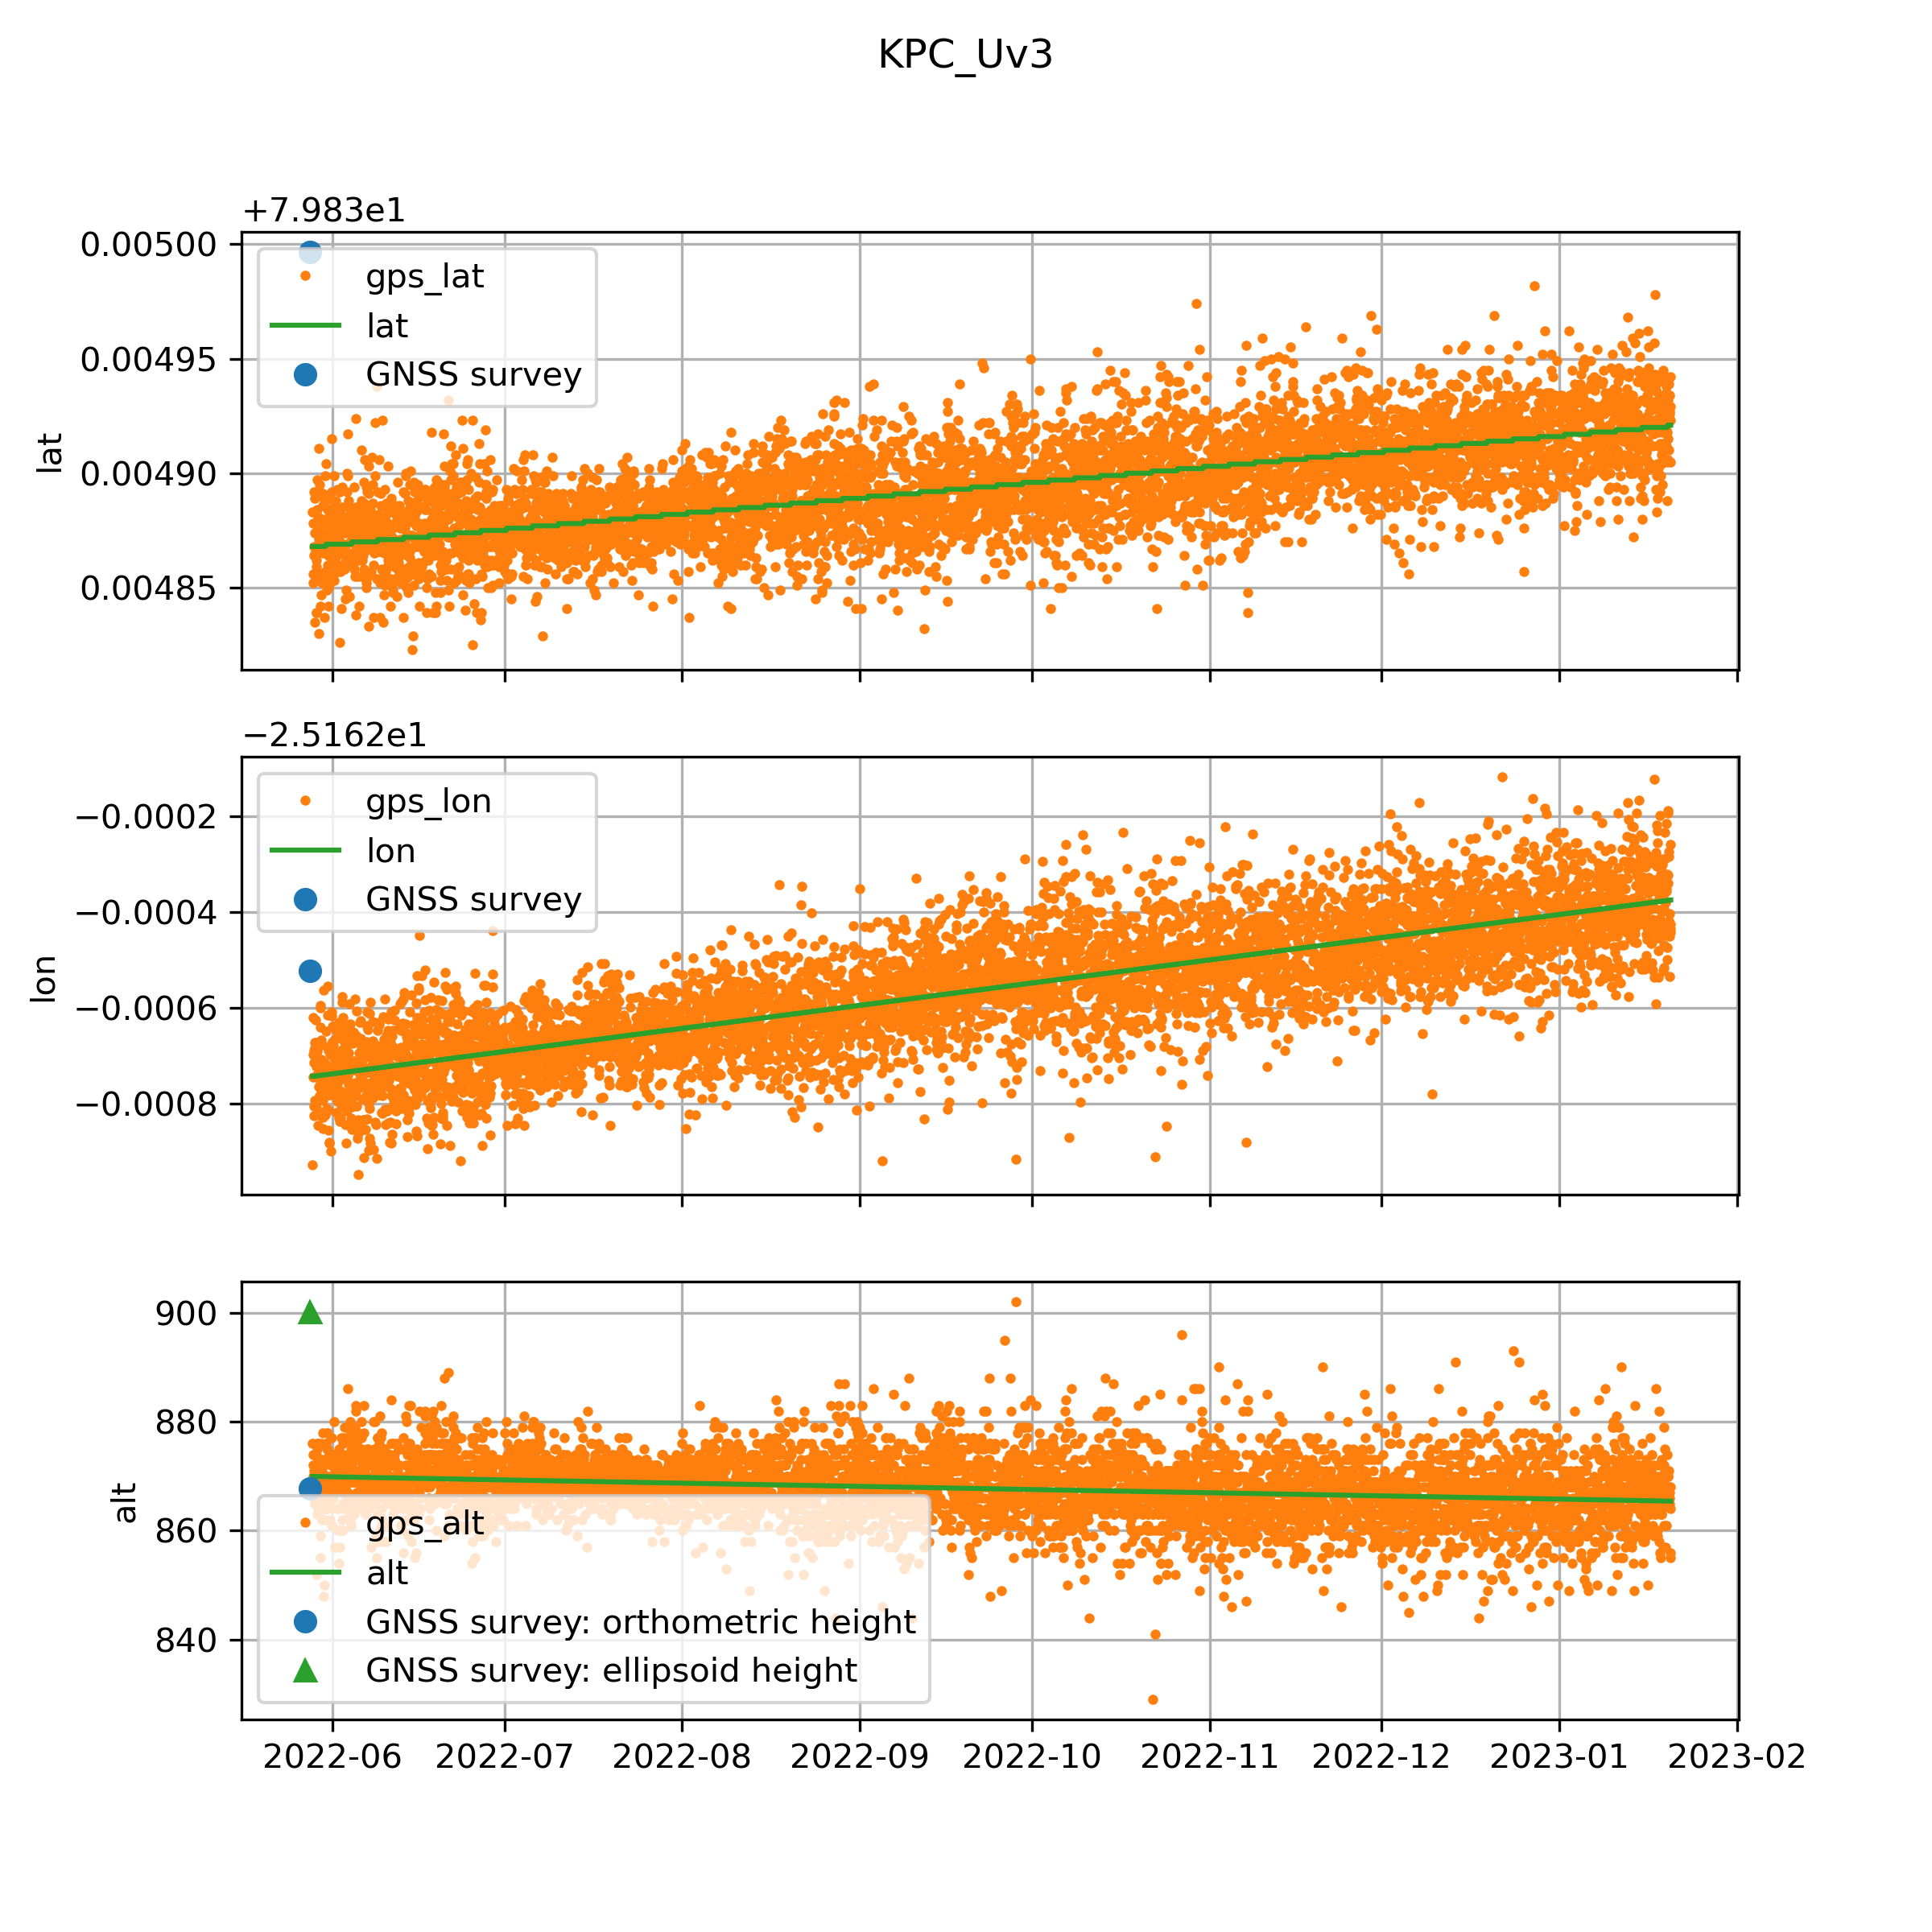 KPC_Uv3
+7.983e1
0.00500
0.00495
0.00490
0.00485
lat
gps_lat
lat
GNSS survey
−2.5162e1
−0.0002
−0.0004
−0.0006
−0.0008
lon
gps_lon
lon
GNSS survey
900
880
860
840
alt
gps_alt
alt
GNSS survey: orthometric height
GNSS survey: ellipsoid height
2022-06 2022-07 2022-08 2022-09 2022-10 2022-11 2022-12 2023-01 2023-02